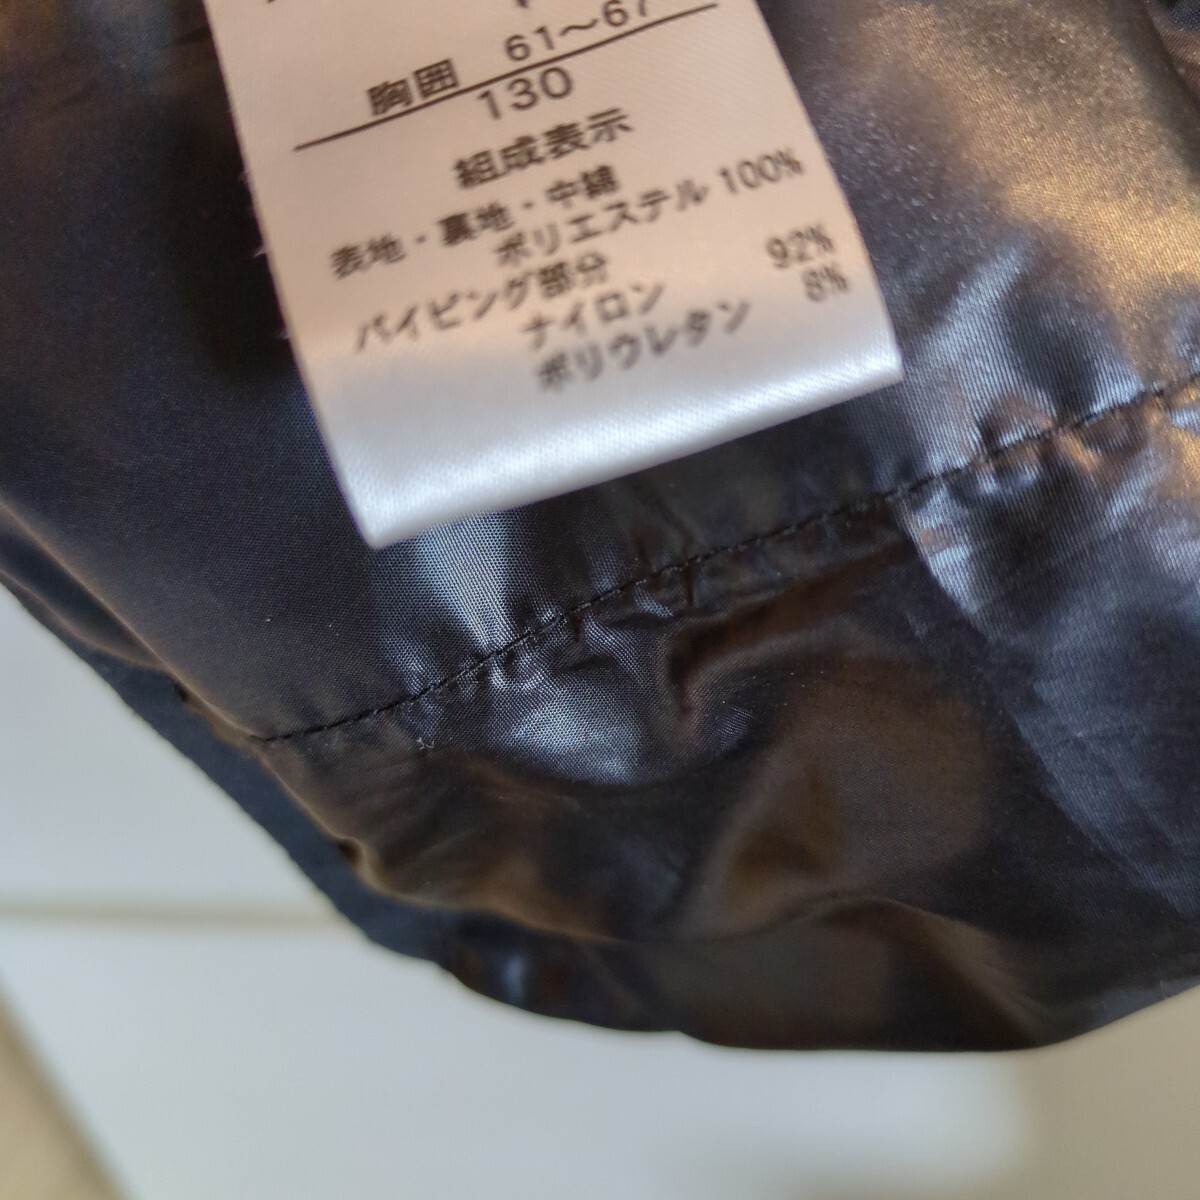 胸囲 61～67
130
組成表示
表地・裏地・中綿
ポリエステル 100%
パイピング部分
ナイロン 92%
ポリウレタン 8%